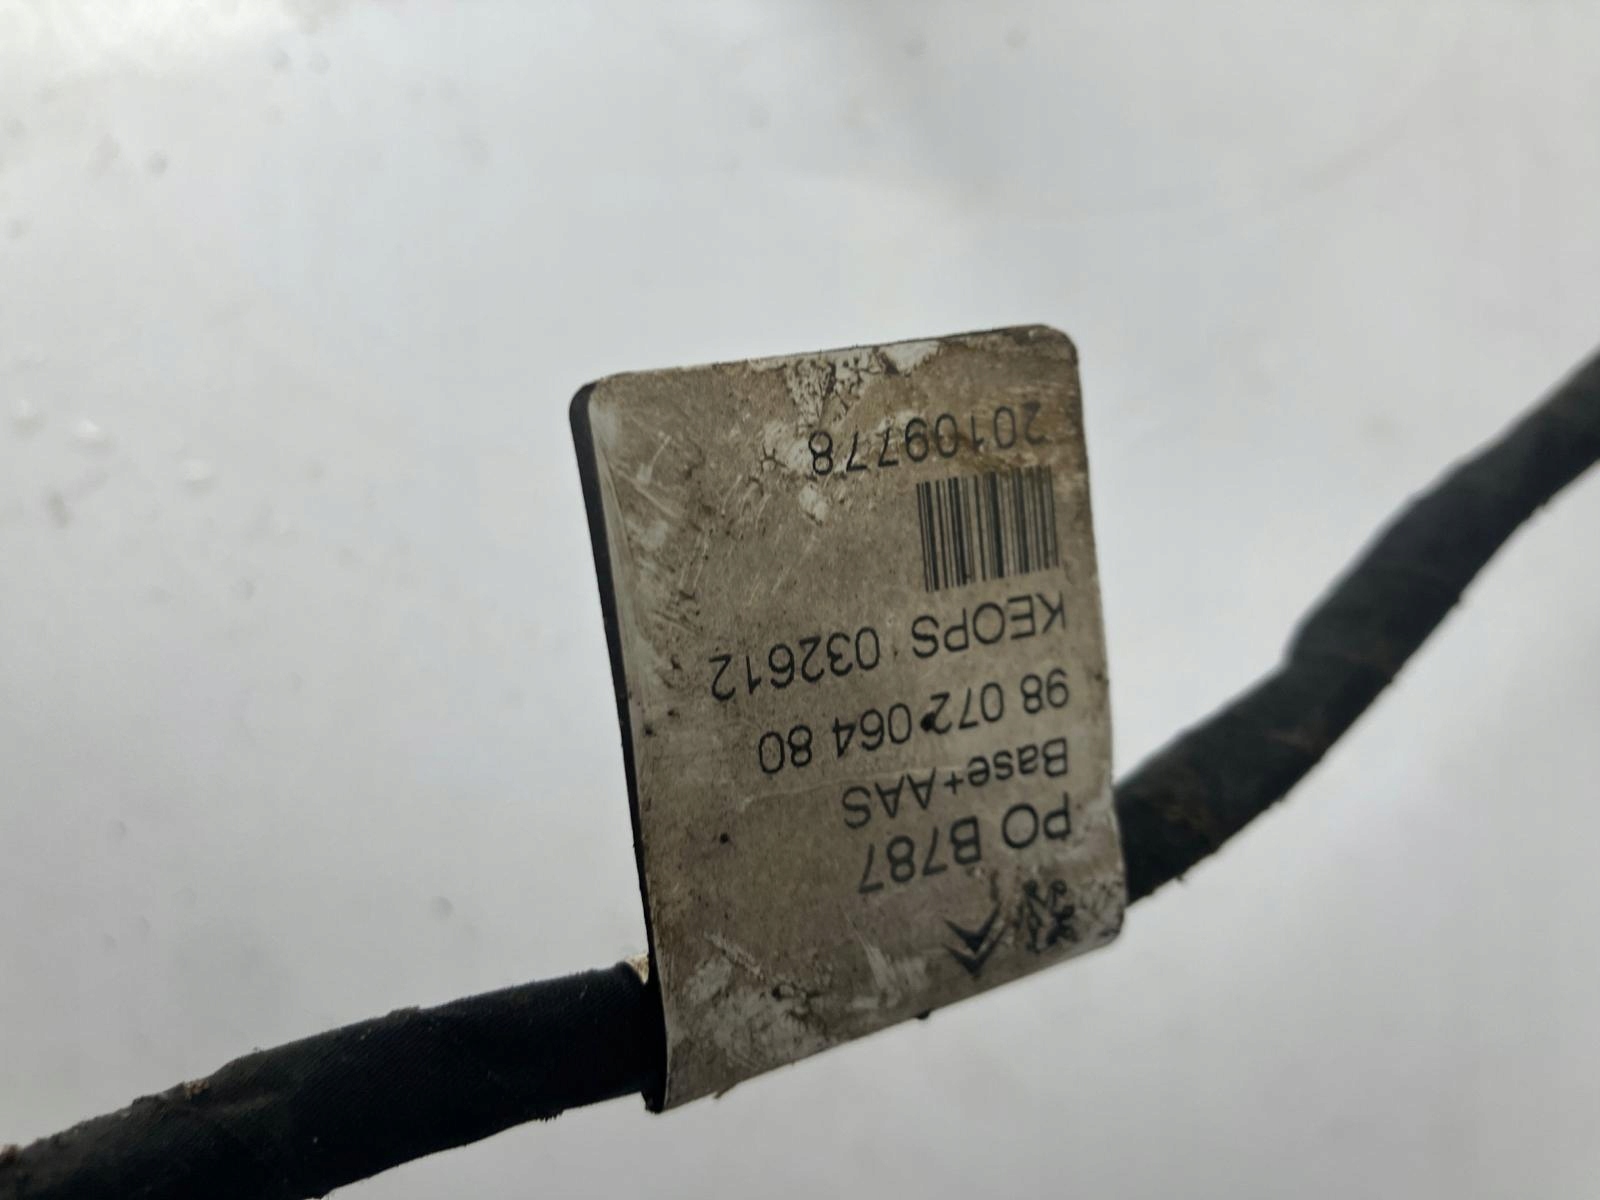 PO B787
Base+AAS
98 072 064 80
KEOPS 032612
20109778